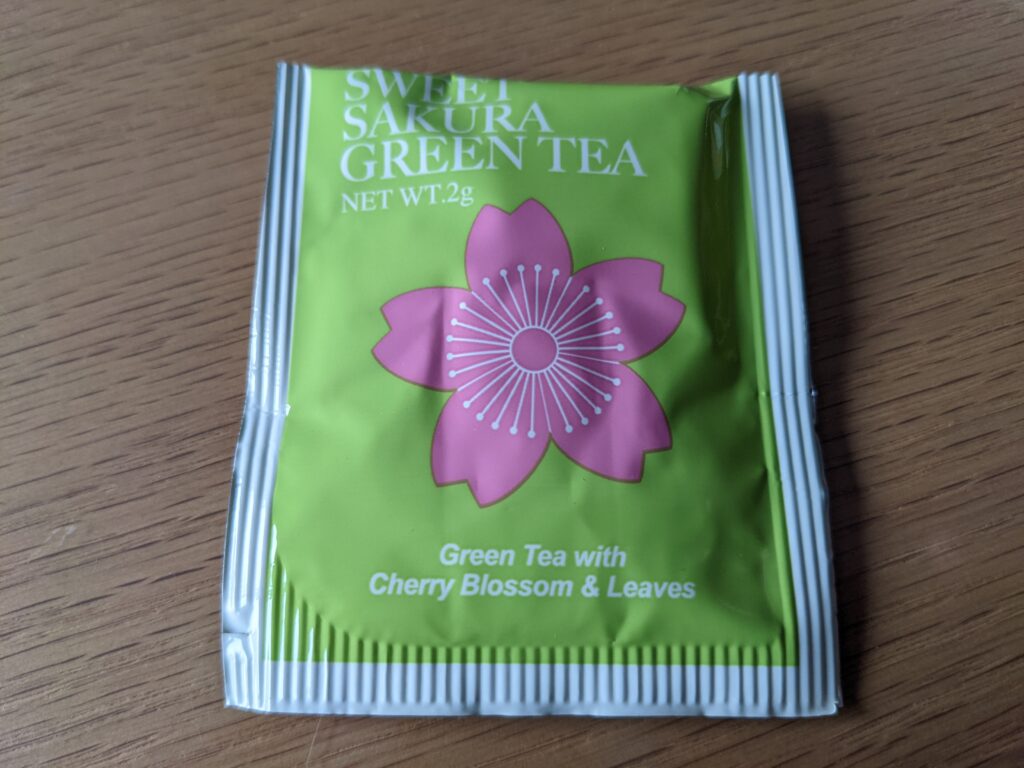 SWEET
SAKURA
GREEN TEA
NET WT.2g
Green Tea with
Cherry Blossom & Leaves